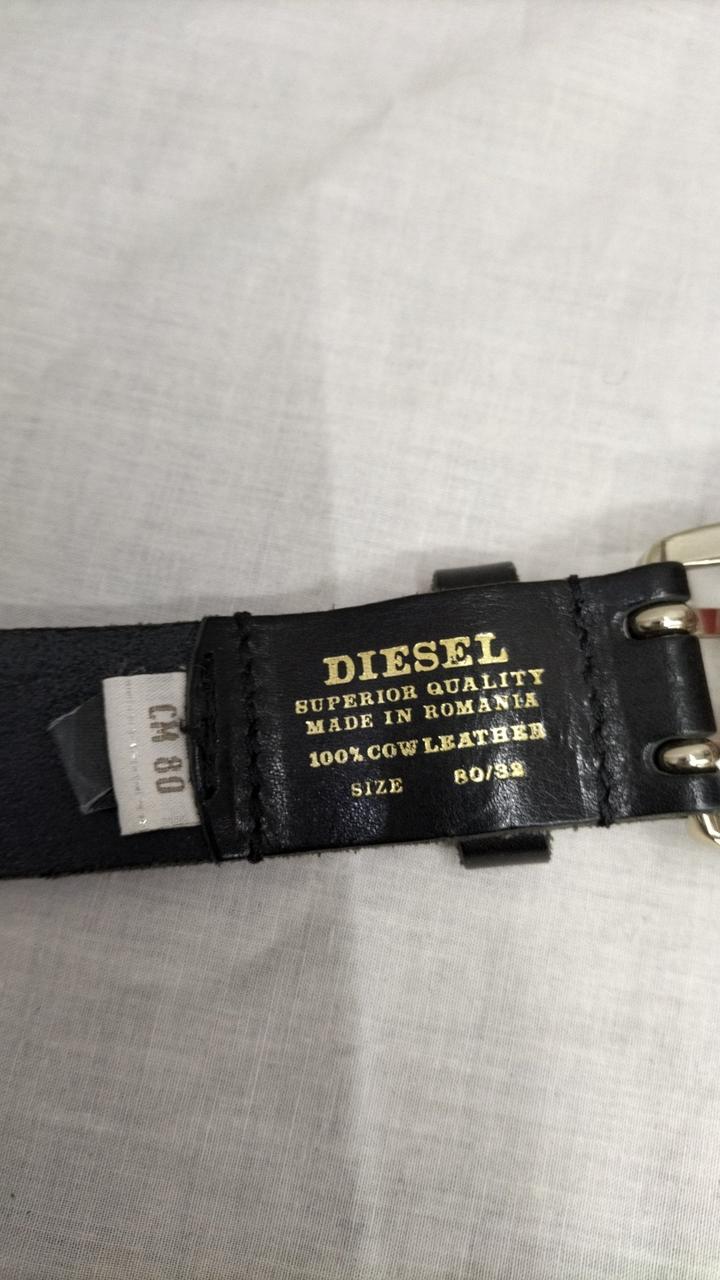 DIESEL
SUPERIOR QUALITY
MADE IN ROMANIA
100% COW LEATHER
SIZE 80/32
CM 80